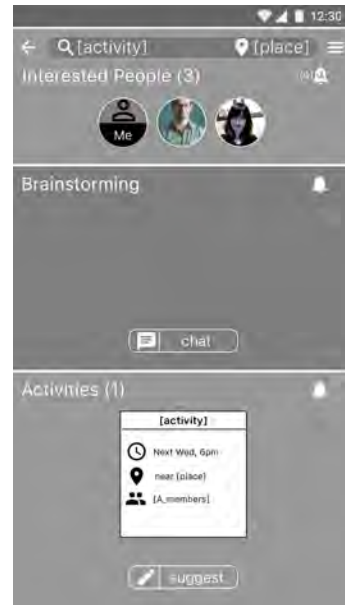 12:30
[activity] [place]
Interested People (3)
Me
Brainstorming
chat
Activities (1)
[activity]
Next Wed, 6pm
near [place]
[A_members]
suggest